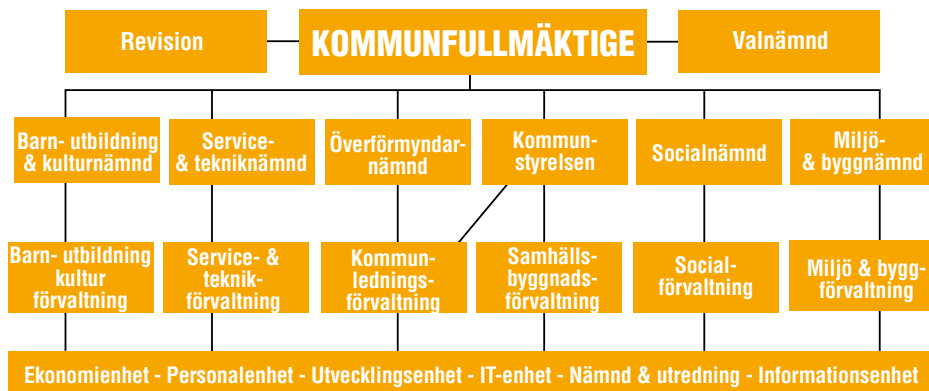 Revision
KOMMUNFULLMÄKTIGE
Valnämnd
Barn- utbildning
& kulturnämnd
Service-
& tekniknämnd
Överförmyndar-
nämnd
Kommun-
styrelsen
Socialnämnd
Miljö-
& byggnämnd
Barn- utbildning
kultur
förvaltning
Service- &
teknik-
förvaltning
Kommun-
lednings-
förvaltning
Samhälls-
byggnads-
förvaltning
Social-
förvaltning
Miljö & bygg-
förvaltning
Ekonomienhet - Personalenhet - Utvecklingsenhet - IT-enhet - Nämnd & utredning - Informationsenhet